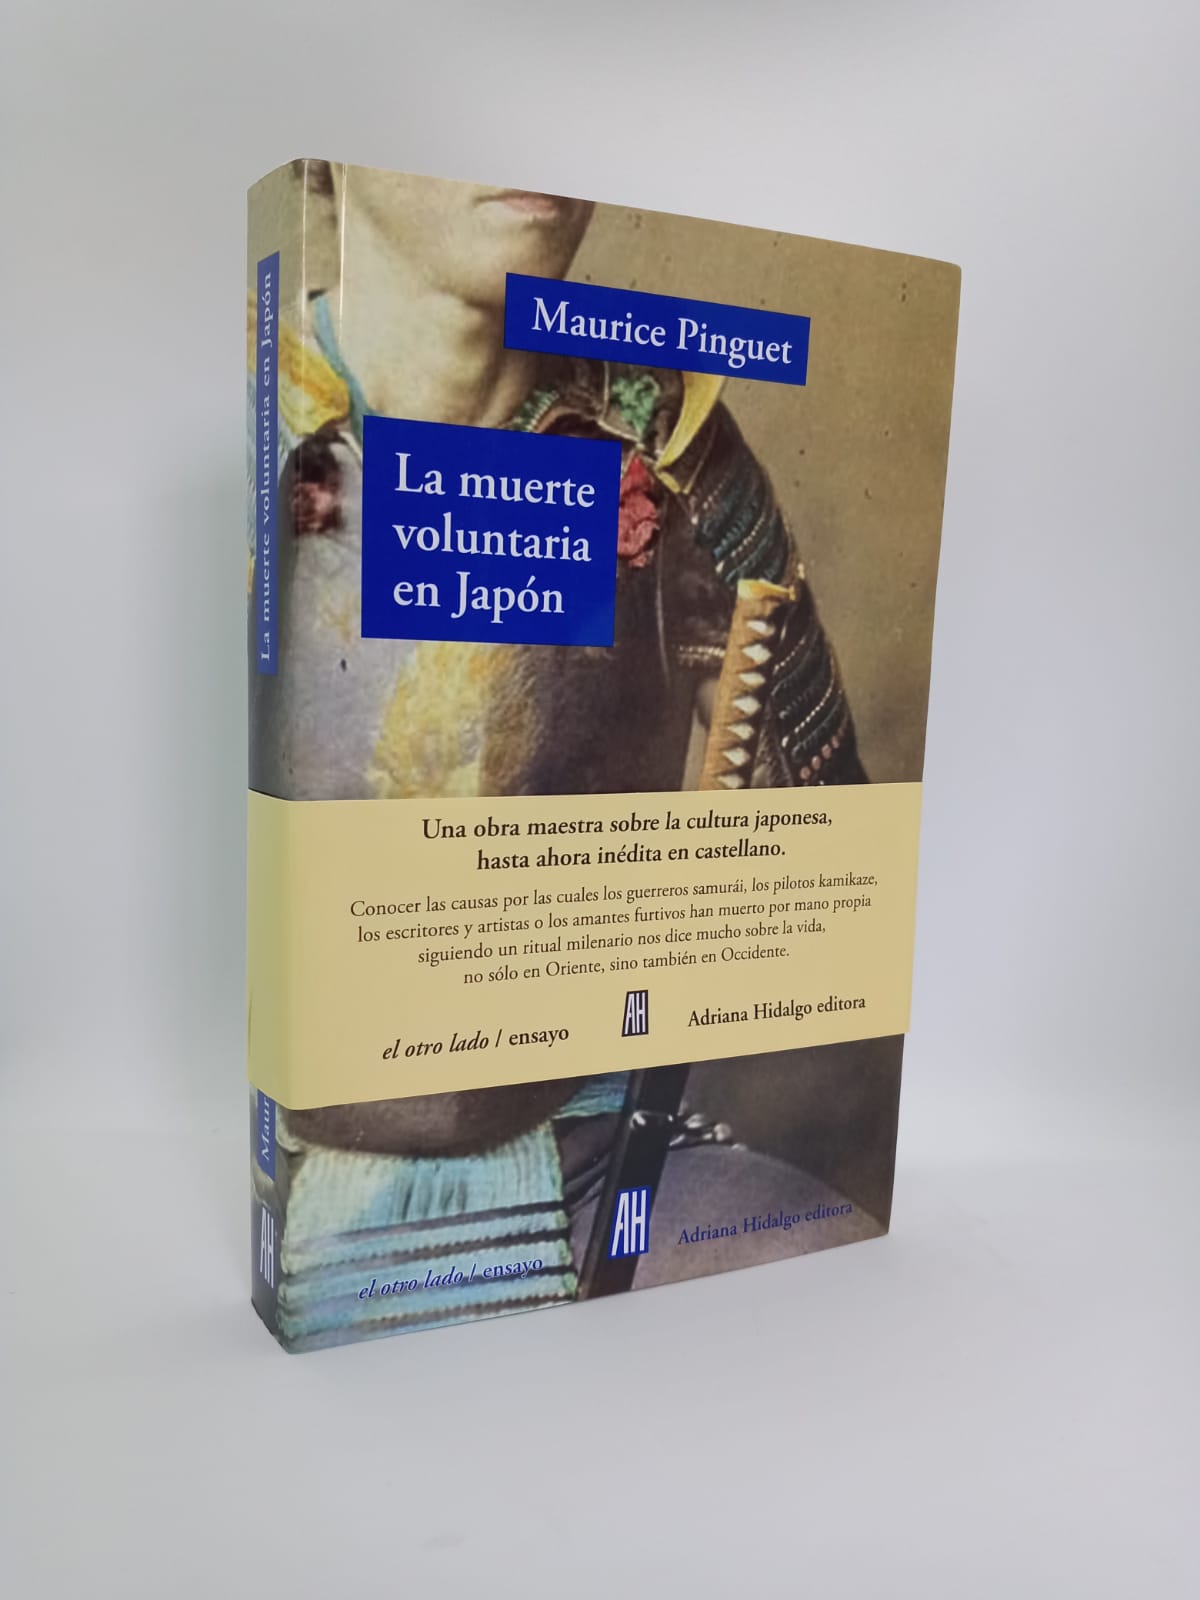 Maurice Pinguet
La muerte
voluntaria
en Japón
Una obra maestra sobre la cultura japonesa,
hasta ahora inédita en castellano.
Conocer las causas por las cuales los guerreros samurái, los pilotos kamikaze,
los escritores y artistas o los amantes furtivos han muerto por mano propia
siguiendo un ritual milenario nos dice mucho sobre la vida,
no sólo en Oriente, sino también en Occidente.
el otro lado / ensayo
AH
Adriana Hidalgo editora
el otro lado / ensayo
AH
Adriana Hidalgo editora
La muerte voluntaria en Japón
Maur
AH